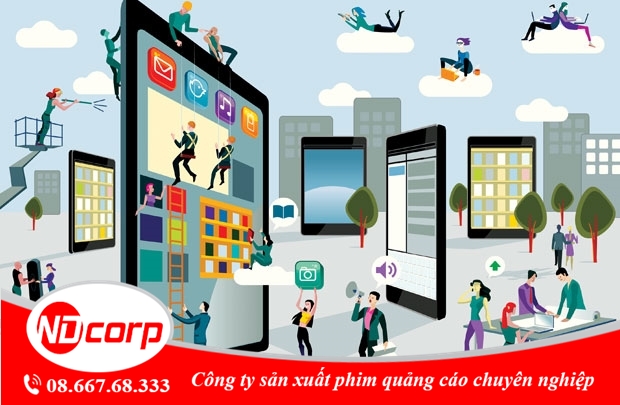 NDcorp
08.667.68.333
Công ty sản xuất phim quảng cáo chuyên nghiệp